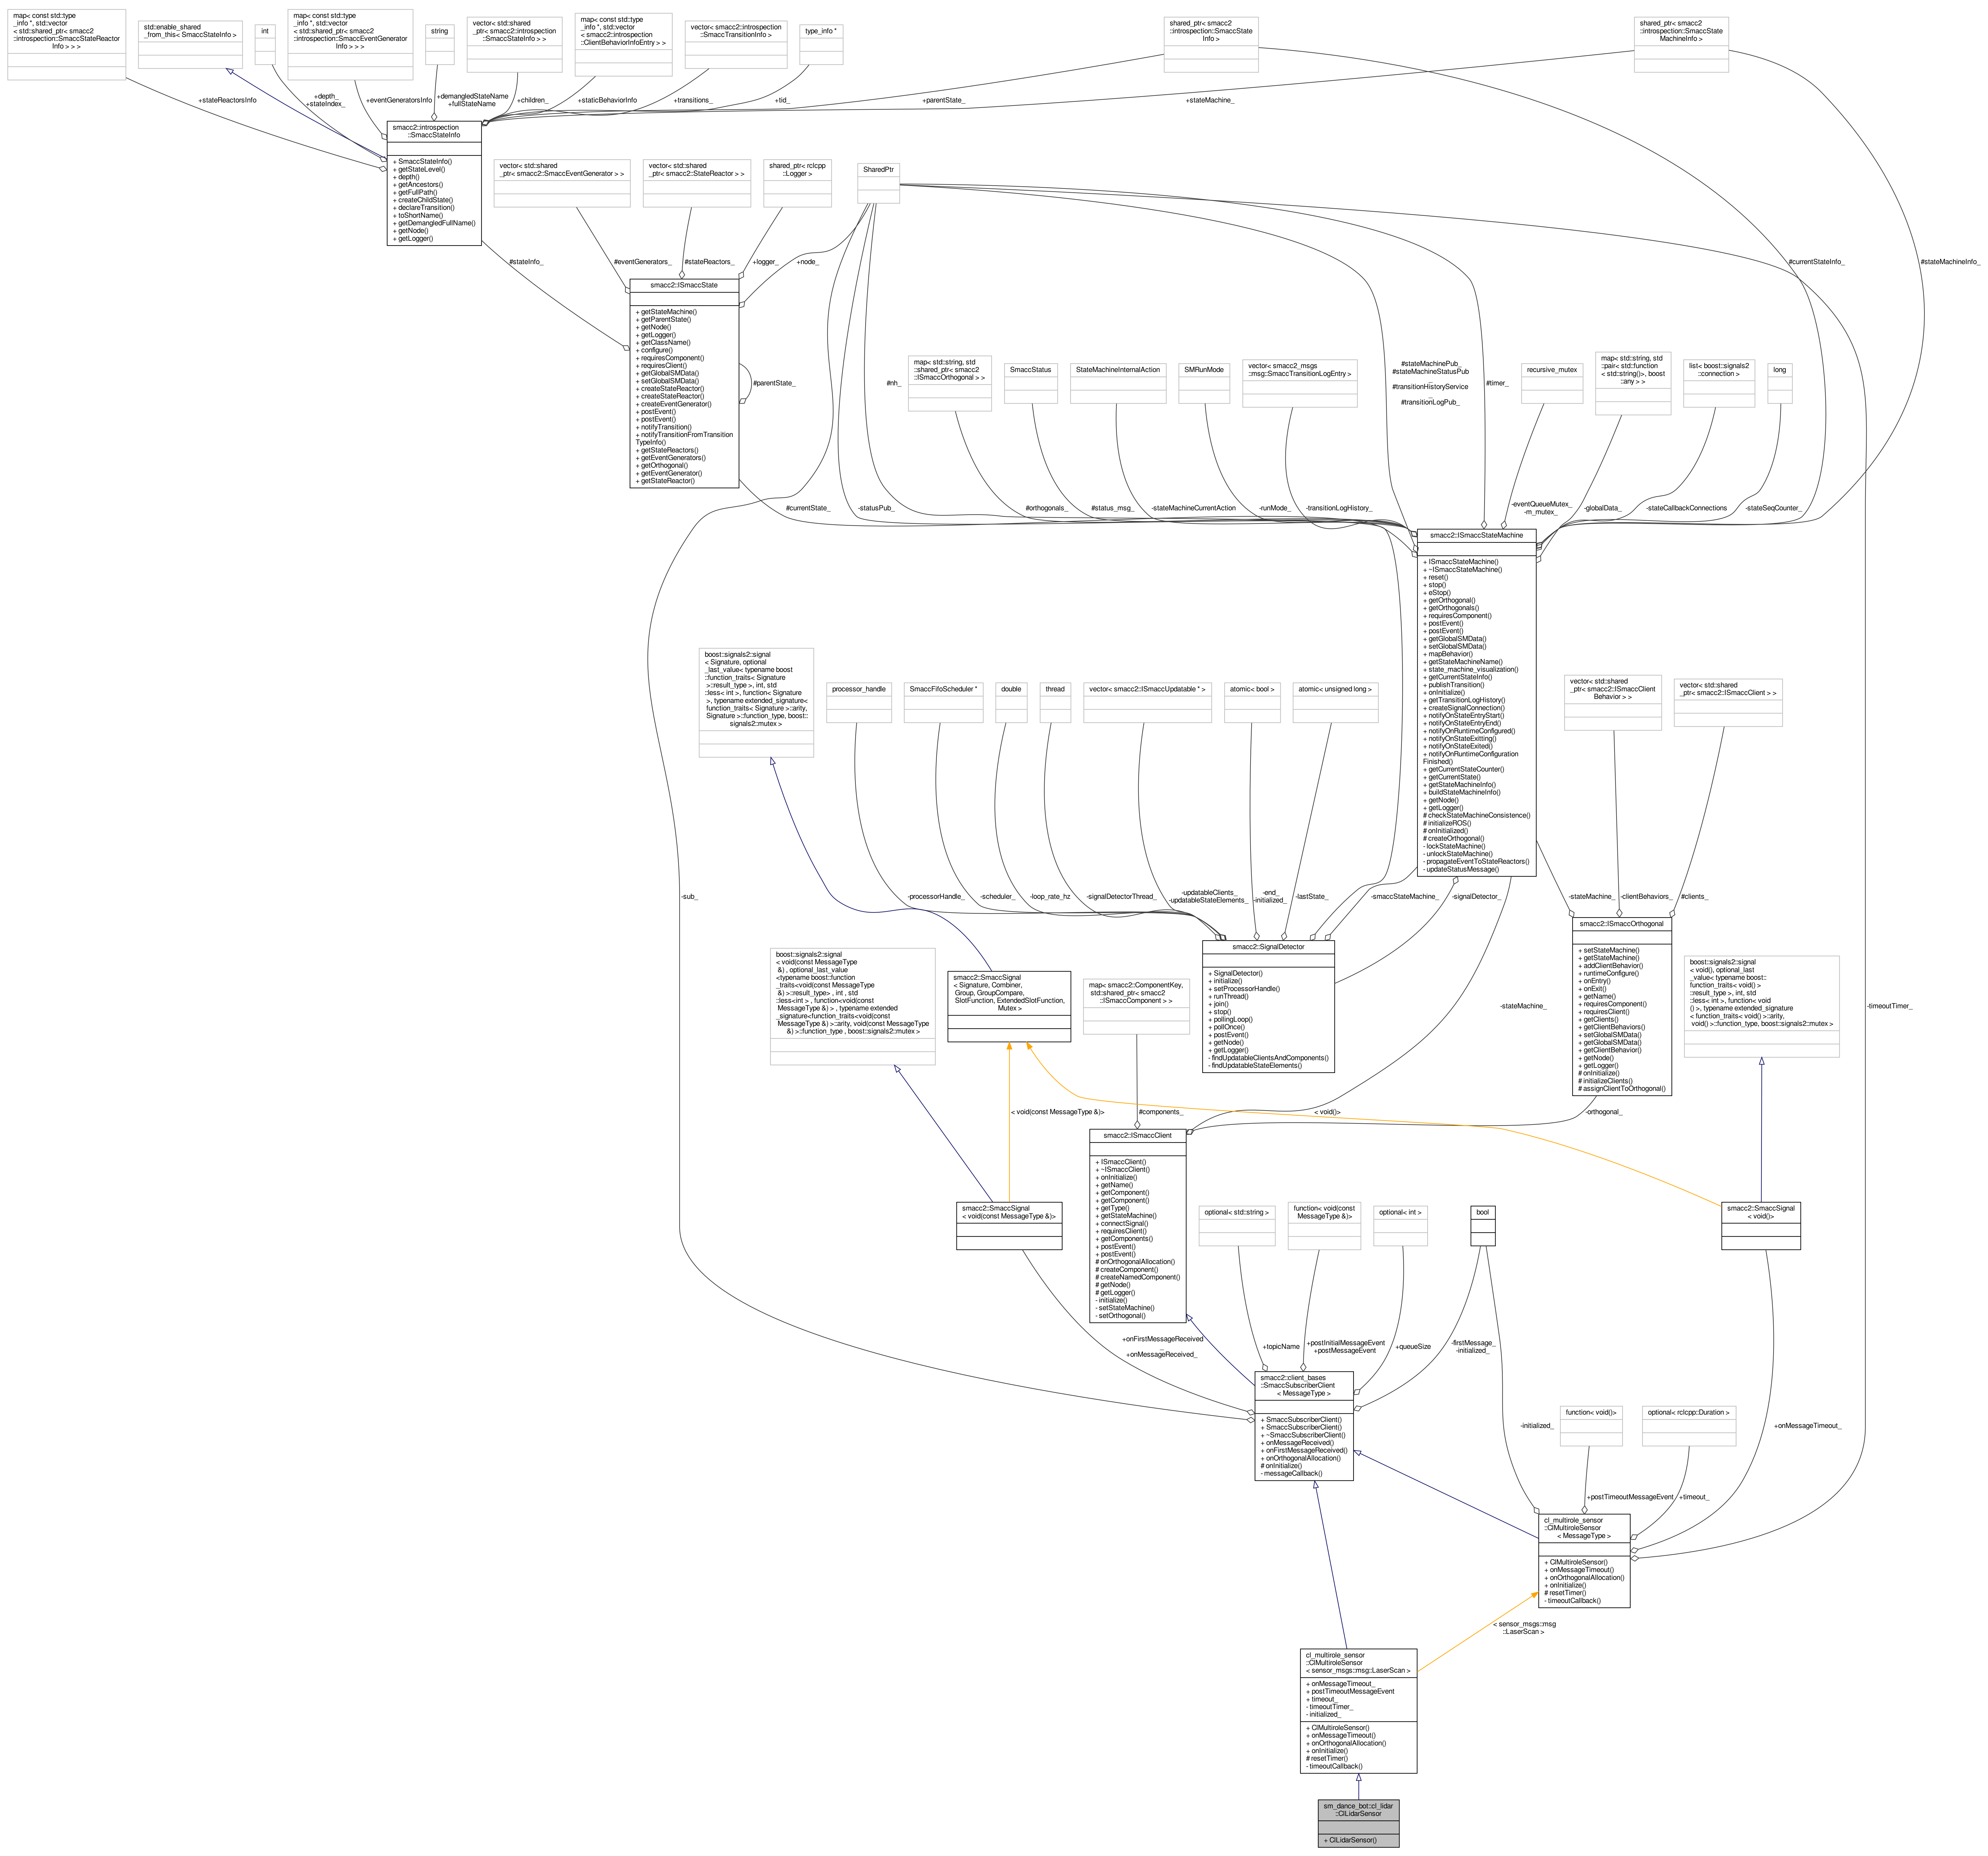 map< const std::type
_info *, std::vector
< std::shared_ptr< smacc2
::introspection::SmaccStateReactor
Info > > >
std::enable_shared
_from_this< SmaccStateInfo >
int
map< const std::type
_info *, std::vector
< std::shared_ptr< smacc2
::introspection::SmaccEventGenerator
Info > > >
string
vector< std::shared
_ptr< smacc2::introspection
::SmaccStateInfo > >
map< const std::type
_info *, std::vector
< smacc2::introspection
::ClientBehaviorInfoEntry > >
vector< smacc2::introspection
::SmaccTransitionInfo >
type_info *
shared_ptr< smacc2
::introspection::SmaccState
Info >
shared_ptr< smacc2
::introspection::SmaccState
MachineInfo >
+stateReactorsInfo
+depth_
+stateIndex_
+eventGeneratorsInfo
+demangledStateName
+fullStateName
+children_
+staticBehaviorInfo
+transitions_
+tid_
+parentState_
+stateMachine_
smacc2::introspection
::SmaccStateInfo
+ SmaccStateInfo()
+ getStateLevel()
+ depth()
+ getAncestors()
+ getFullPath()
+ createChildState()
+ declareTransition()
+ toShortName()
+ getDemangledFullName()
+ getNode()
+ getLogger()
vector< std::shared
_ptr< smacc2::SmaccEventGenerator > >
vector< std::shared
_ptr< smacc2::StateReactor > >
shared_ptr< rclcpp
::Logger >
SharedPtr
#stateInfo_
#eventGenerators_
#stateReactors_
+logger_
+node_
#currentStateInfo_
#stateMachineInfo_
smacc2::ISmaccState
+ getStateMachine()
+ getParentState()
+ getNode()
+ getLogger()
+ getClassName()
+ configure()
+ requiresComponent()
+ requiresClient()
+ getGlobalSMData()
+ setGlobalSMData()
+ createStateReactor()
+ createStateReactor()
+ createEventGenerator()
+ postEvent()
+ postEvent()
+ notifyTransition()
+ notifyTransitionFromTransition
TypeInfo()
+ getStateReactors()
+ getEventGenerators()
+ getOrthogonal()
+ getEventGenerator()
+ getStateReactor()
#parentState_
#nh_
map< std::string, std
::shared_ptr< smacc2
::ISmaccOrthogonal > >
SmaccStatus
StateMachineInternalAction
SMRunMode
vector< smacc2_msgs
::msg::SmaccTransitionLogEntry >
#stateMachinePub_
#stateMachineStatusPub
_
#transitionHistoryService
_
#transitionLogPub_
#timer_
recursive_mutex
map< std::string, std
::pair< std::function
< std::string()>, boost
::any > >
list< boost::signals2
::connection >
long
#currentState_
-statusPub_
#orthogonals_
#status_msg_
-stateMachineCurrentAction
-runMode_
-transitionLogHistory_
-eventQueueMutex_
-m_mutex_
-globalData_
-stateCallbackConnections
-stateSeqCounter_
smacc2::ISmaccStateMachine
+ ISmaccStateMachine()
+ ~ISmaccStateMachine()
+ reset()
+ stop()
+ eStop()
+ getOrthogonal()
+ getOrthogonals()
+ requiresComponent()
+ postEvent()
+ postEvent()
+ getGlobalSMData()
+ setGlobalSMData()
+ mapBehavior()
+ getStateMachineName()
+ state_machine_visualization()
+ getCurrentStateInfo()
+ publishTransition()
+ onInitialize()
+ getTransitionLogHistory()
+ createSignalConnection()
+ notifyOnStateEntryStart()
+ notifyOnStateEntryEnd()
+ notifyOnRuntimeConfigured()
+ notifyOnStateExitting()
+ notifyOnStateExited()
+ notifyOnRuntimeConfiguration
Finished()
+ getCurrentStateCounter()
+ getCurrentState()
+ getStateMachineInfo()
+ buildStateMachineInfo()
+ getNode()
+ getLogger()
# checkStateMachineConsistence()
# initializeROS()
# onInitialized()
# createOrthogonal()
- lockStateMachine()
- unlockStateMachine()
- propagateEventToStateReactors()
- updateStatusMessage()
boost::signals2::signal
< Signature, optional
_last_value< typename boost
::function_traits< Signature
>::result_type >, int, std
::less< int >, function< Signature
>, typename extended_signature<
function_traits< Signature >::arity,
Signature >::function_type, boost::
signals2::mutex >
processor_handle
SmaccFifoScheduler *
double
thread
vector< smacc2::ISmaccUpdatable * >
atomic< bool >
atomic< unsigned long >
vector< std::shared
_ptr< smacc2::ISmaccClient
Behavior > >
vector< std::shared
_ptr< smacc2::ISmaccClient > >
-sub_
-processorHandle_
-scheduler_
-loop_rate_hz
-signalDetectorThread_
-updatableClients_
-updatableStateElements_
-end_
-initialized_
-lastState_
-smaccStateMachine_
-signalDetector_
-stateMachine_
-clientBehaviors_
#clients_
smacc2::SignalDetector
+ SignalDetector()
+ initialize()
+ setProcessorHandle()
+ runThread()
+ join()
+ stop()
+ pollingLoop()
+ pollOnce()
+ postEvent()
+ getNode()
+ getLogger()
- findUpdatableClientsAndComponents()
- findUpdatableStateElements()
smacc2::ISmaccOrthogonal
+ setStateMachine()
+ getStateMachine()
+ addClientBehavior()
+ runtimeConfigure()
+ onEntry()
+ onExit()
+ getName()
+ requiresComponent()
+ requiresClient()
+ getClients()
+ getClientBehaviors()
+ setGlobalSMData()
+ getGlobalSMData()
+ getClientBehavior()
+ getNode()
+ getLogger()
# onInitialize()
# initializeClients()
# assignClientToOrthogonal()
boost::signals2::signal
< void(const MessageType
&) , optional_last_value
<typename boost::function
_traits<void(const MessageType
&) >::result_type> , int , std
::less<int > , function<void(const
MessageType &) > , typename extended
_signature<function_traits<void(const
MessageType &) >::arity, void(const MessageType
&) >::function_type , boost::signals2::mutex >
smacc2::SmaccSignal
< Signature, Combiner,
Group, GroupCompare,
SlotFunction, ExtendedSlotFunction,
Mutex >
map< smacc2::ComponentKey,
std::shared_ptr< smacc2
::ISmaccComponent > >
boost::signals2::signal
< void(), optional_last
_value< typename boost::
function_traits< void() >
::result_type >, int, std
::less< int >, function< void
() >, typename extended_signature
< function_traits< void() >::arity,
void() >::function_type, boost::signals2::mutex >
-stateMachine_
-timeoutTimer_
< void(const MessageType &)>
#components_
< void()>
-orthogonal_
smacc2::ISmaccClient
+ ISmaccClient()
+ ~ISmaccClient()
+ onInitialize()
+ getName()
+ getComponent()
+ getComponent()
+ getType()
+ getStateMachine()
+ connectSignal()
+ requiresClient()
+ getComponents()
+ postEvent()
+ postEvent()
# onOrthogonalAllocation()
# createComponent()
# createNamedComponent()
# getNode()
# getLogger()
- initialize()
- setStateMachine()
- setOrthogonal()
smacc2::SmaccSignal
< void(const MessageType &)>
optional< std::string >
function< void(const
MessageType &)>
optional< int >
bool
smacc2::SmaccSignal
< void()>
+onFirstMessageReceived
_
+onMessageReceived_
+topicName
+postInitialMessageEvent
+postMessageEvent
+queueSize
-firstMessage_
-initialized_
smacc2::client_bases
::SmaccSubscriberClient
< MessageType >
+ SmaccSubscriberClient()
+ SmaccSubscriberClient()
+ ~SmaccSubscriberClient()
+ onMessageReceived()
+ onFirstMessageReceived()
+ onOrthogonalAllocation()
# onInitialize()
- messageCallback()
function< void()>
optional< rclcpp::Duration >
-initialized_
+onMessageTimeout_
+postTimeoutMessageEvent
+timeout_
cl_multirole_sensor
::ClMultiroleSensor
< MessageType >
+ ClMultiroleSensor()
+ onMessageTimeout()
+ onOrthogonalAllocation()
+ onInitialize()
# resetTimer()
- timeoutCallback()
< sensor_msgs::msg
::LaserScan >
cl_multirole_sensor
::ClMultiroleSensor
< sensor_msgs::msg::LaserScan >
+ onMessageTimeout_
+ postTimeoutMessageEvent
+ timeout_
- timeoutTimer_
- initialized_
+ ClMultiroleSensor()
+ onMessageTimeout()
+ onOrthogonalAllocation()
+ onInitialize()
# resetTimer()
- timeoutCallback()
sm_dance_bot::cl_lidar
::ClLidarSensor
+ ClLidarSensor()